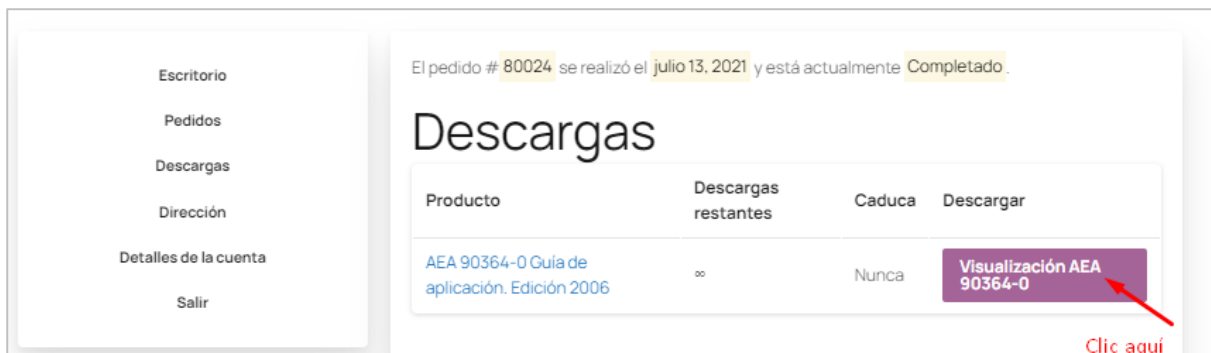 Escritorio
Pedidos
Descargas
Dirección
Detalles de la cuenta
Salir
El pedido # 80024 se realizó el julio 13, 2021 y está actualmente Completado.
Descargas
Producto Descargas restantes Caduca Descargar
AEA 90364-0 Guía de
aplicación. Edición 2006
∞
Nunca
Visualización AEA
90364-0
Clic aquí